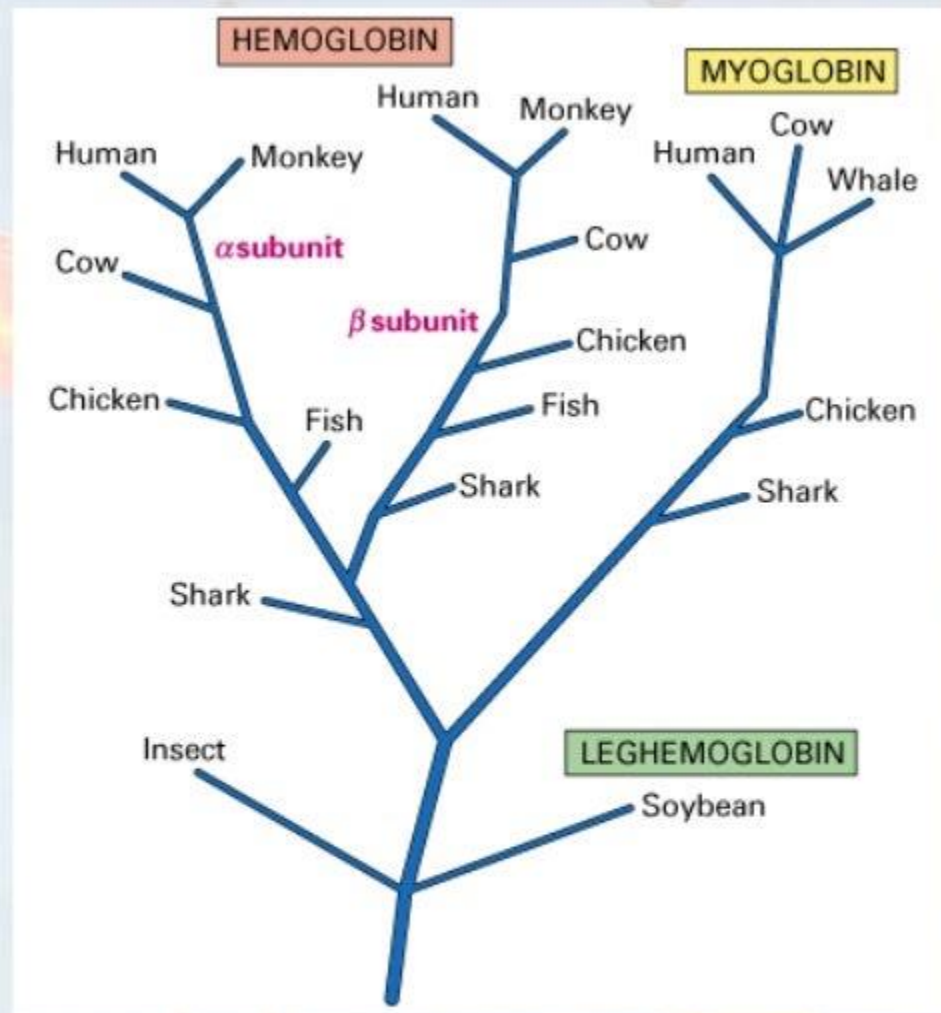 HEMOGLOBIN
MYOGLOBIN
Human
Monkey
Cow
Human
Monkey
Human
Whale
αsubunit
Cow
Cow
β subunit
Chicken
Chicken
Fish
Fish
Chicken
Shark
Shark
Shark
Insect
LEGHEMOGLOBIN
Soybean